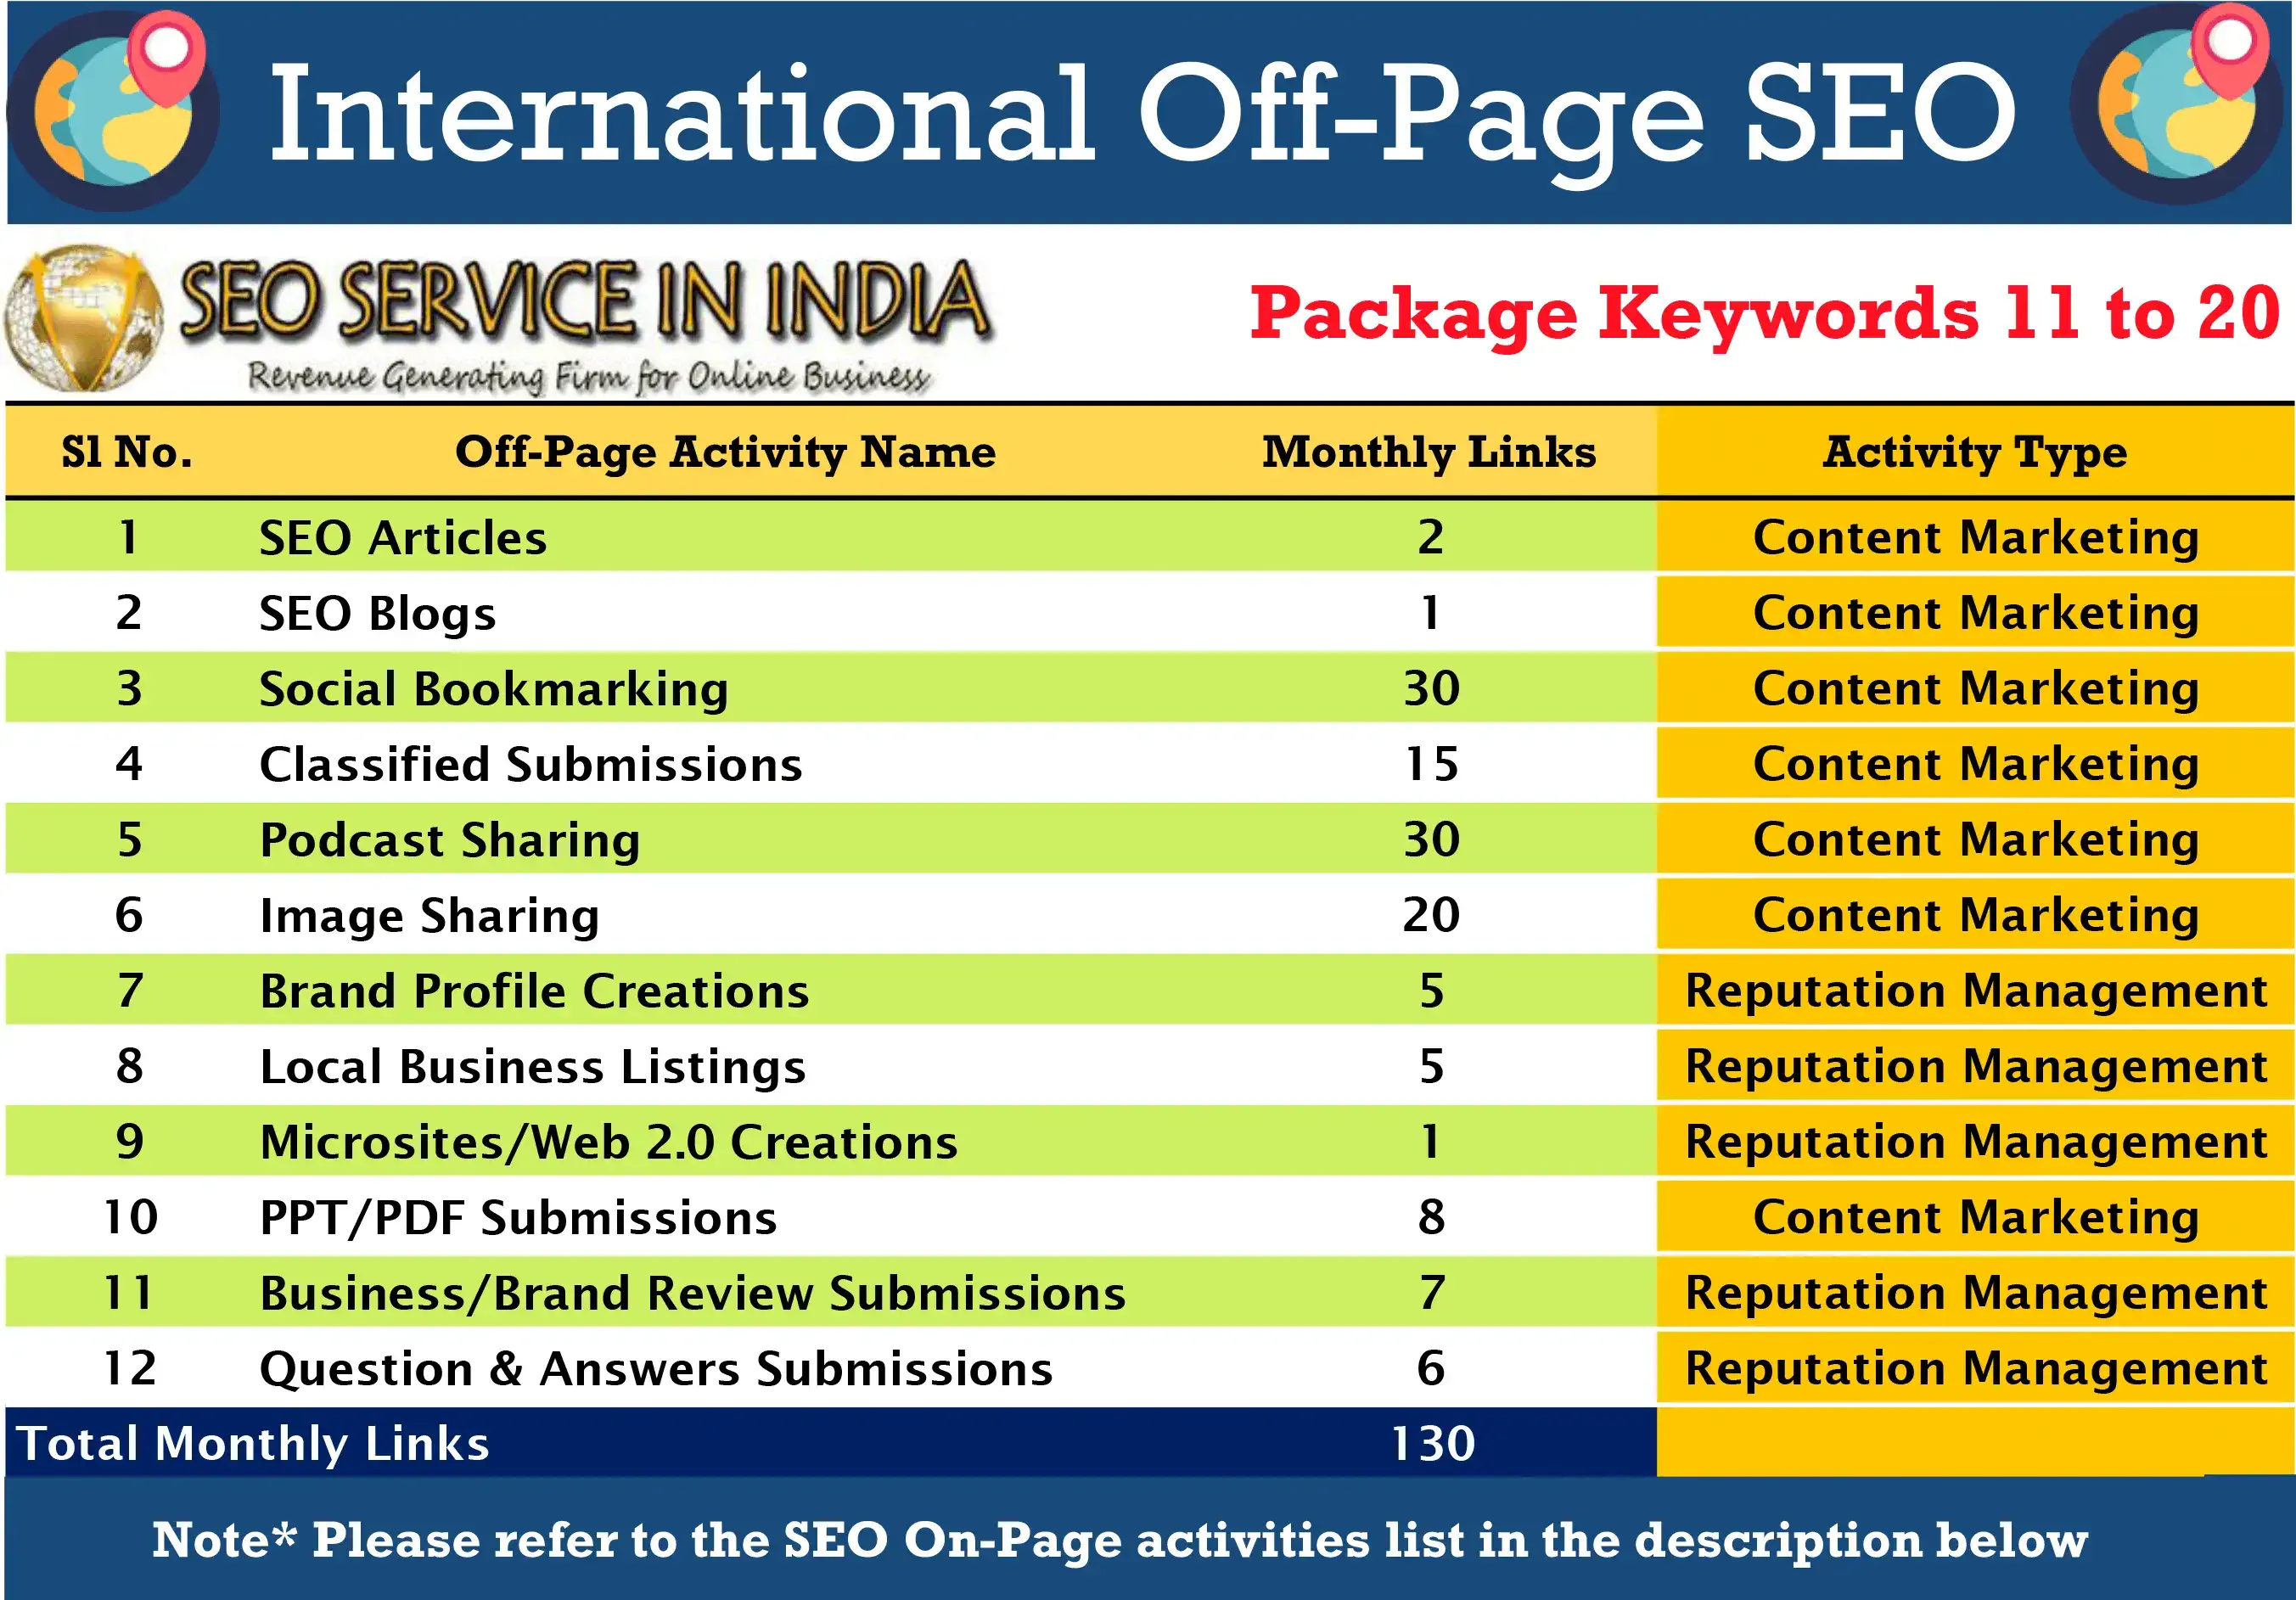 International Off-Page SEO
SEO SERVICE IN INDIA
Revenue Generating Firm for Online Business
Package Keywords 11 to 20
Sl No. Off-Page Activity Name Monthly Links Activity Type
1 SEO Articles 2 Content Marketing
2 SEO Blogs 1 Content Marketing
3 Social Bookmarking 30 Content Marketing
4 Classified Submissions 15 Content Marketing
5 Podcast Sharing 30 Content Marketing
6 Image Sharing 20 Content Marketing
7 Brand Profile Creations 5 Reputation Management
8 Local Business Listings 5 Reputation Management
9 Microsites/Web 2.0 Creations 1 Reputation Management
10 PPT/PDF Submissions 8 Content Marketing
11 Business/Brand Review Submissions 7 Reputation Management
12 Question & Answers Submissions 6 Reputation Management
Total Monthly Links 130
Note* Please refer to the SEO On-Page activities list in the description below